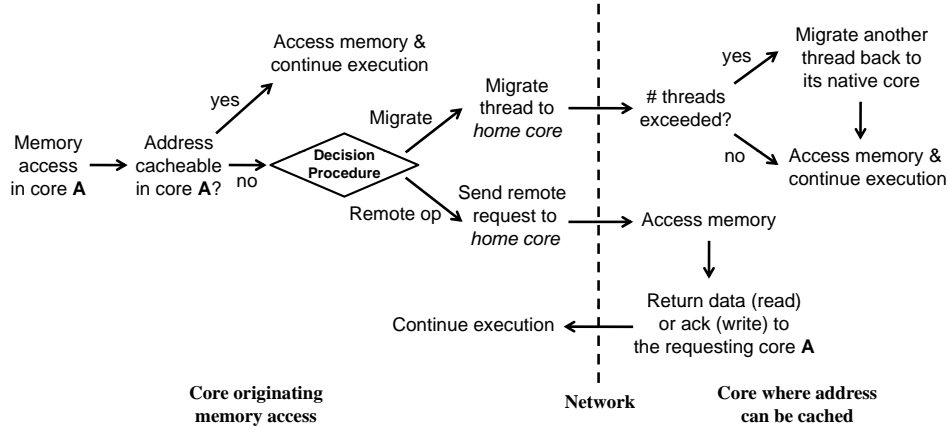 Memory
access
in core A
Address
cacheable
in core A?
yes
Access memory &
continue execution
no
Decision
Procedure
Migrate
Migrate
thread to
home core
# threads
exceeded?
yes
Migrate another
thread back to
its native core
no
Access memory &
continue execution
Remote op
Send remote
request to
home core
Access memory
Return data (read)
or ack (write) to
the requesting core A
Continue execution
Core originating
memory access
Network
Core where address
can be cached